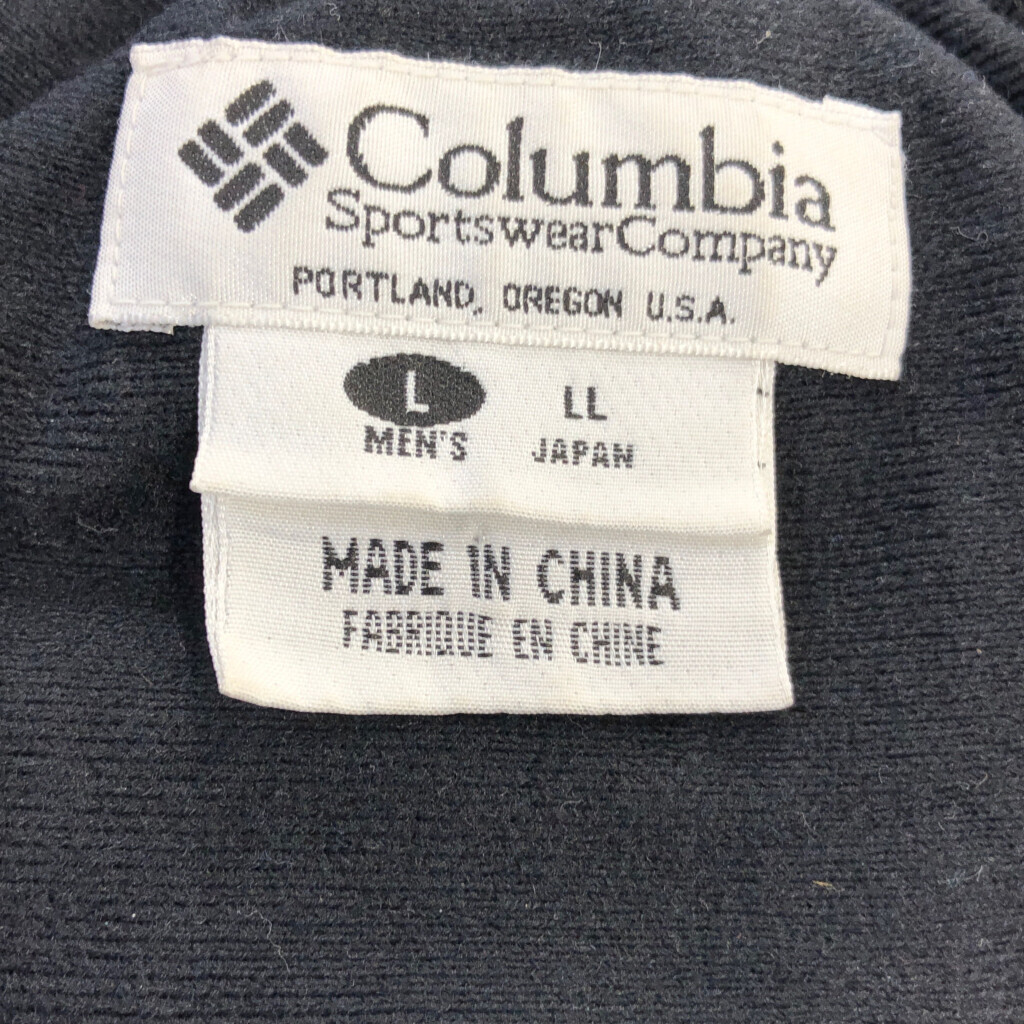 Columbia
SportswearCompany
PORTLAND, OREGON U.S.A.
L LL
MEN'S JAPAN
MADE IN CHINA
FABRIQUE EN CHINE